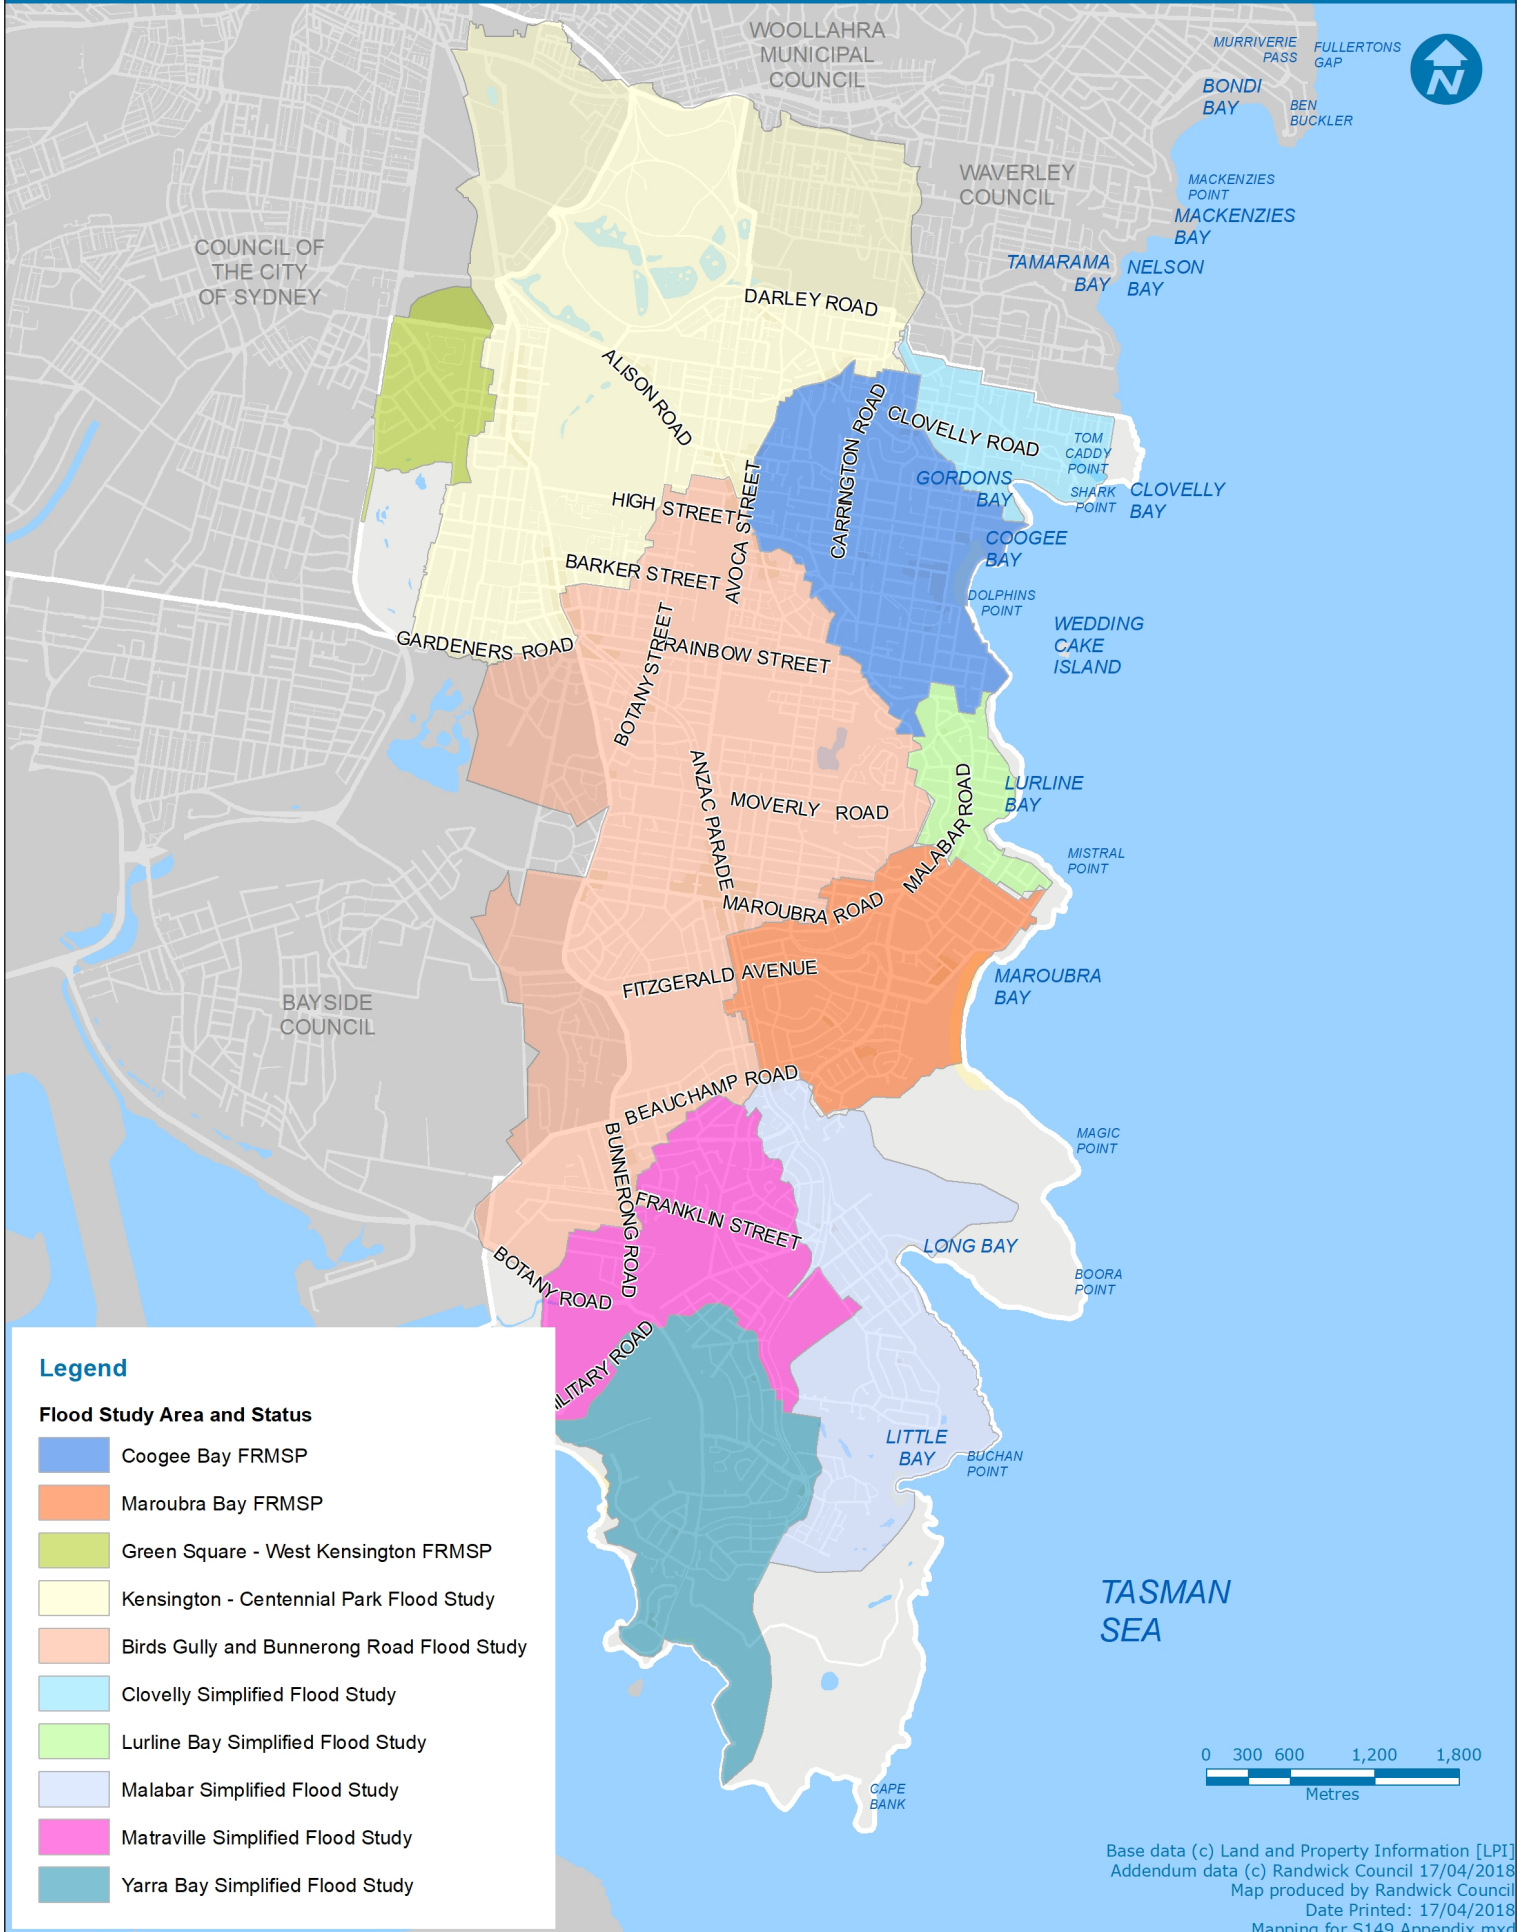 WOOLLAHRA
MUNICIPAL
COUNCIL
MURRIVERIE
PASS
FULLERTONS
GAP
N
BONDI
BAY
BEN
BUCKLER
WAVERLEY
COUNCIL
MACKENZIES
POINT
MACKENZIES
BAY
COUNCIL OF
THE CITY
OF SYDNEY
TAMARAMA
BAY
NELSON
BAY
DARLEY ROAD
ALISON ROAD
CARRINGTON ROAD
CLOVELLY ROAD
TOM
CADDY
POINT
GORDONS
BAY
SHARK
POINT
CLOVELLY
BAY
HIGH STREET
AVOCA STREET
COOGEE
BAY
BARKER STREET
DOLPHINS
POINT
WEDDING
CAKE
ISLAND
GARDENERS ROAD
BOTANY STREET
RAINBOW STREET
ANZAC PARADE
MOVERLY ROAD
MALABAR ROAD
LURLINE
BAY
MISTRAL
POINT
MAROUBRA ROAD
FITZGERALD AVENUE
MAROUBRA
BAY
BAYSIDE
COUNCIL
BEAUCHAMP ROAD
MAGIC
POINT
BUNNERONG ROAD
FRANKLIN STREET
LONG BAY
BOTANY ROAD
BOORA
POINT
ILITARY ROAD
LITTLE
BAY
BUCHAN
POINT
TASMAN
SEA
CAPE
BANK
Legend
Flood Study Area and Status
Coogee Bay FRMSP
Maroubra Bay FRMSP
Green Square - West Kensington FRMSP
Kensington - Centennial Park Flood Study
Birds Gully and Bunnerong Road Flood Study
Clovelly Simplified Flood Study
Lurline Bay Simplified Flood Study
Malabar Simplified Flood Study
Matraville Simplified Flood Study
Yarra Bay Simplified Flood Study
0 300 600 1,200 1,800
Metres
Base data (c) Land and Property Information [LPI]
Addendum data (c) Randwick Council 17/04/2018
Map produced by Randwick Council
Date Printed: 17/04/2018
Mapping for S149 Appendix.mxd